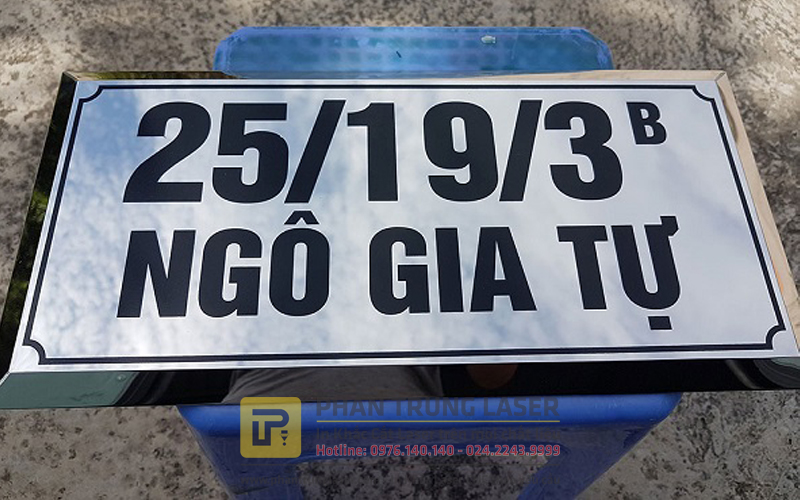 25/19/3B
NGÔ GIA TỰ
PHAN TRUNG LASER
Hotline: 0976.140.140 - 024.2243.9999